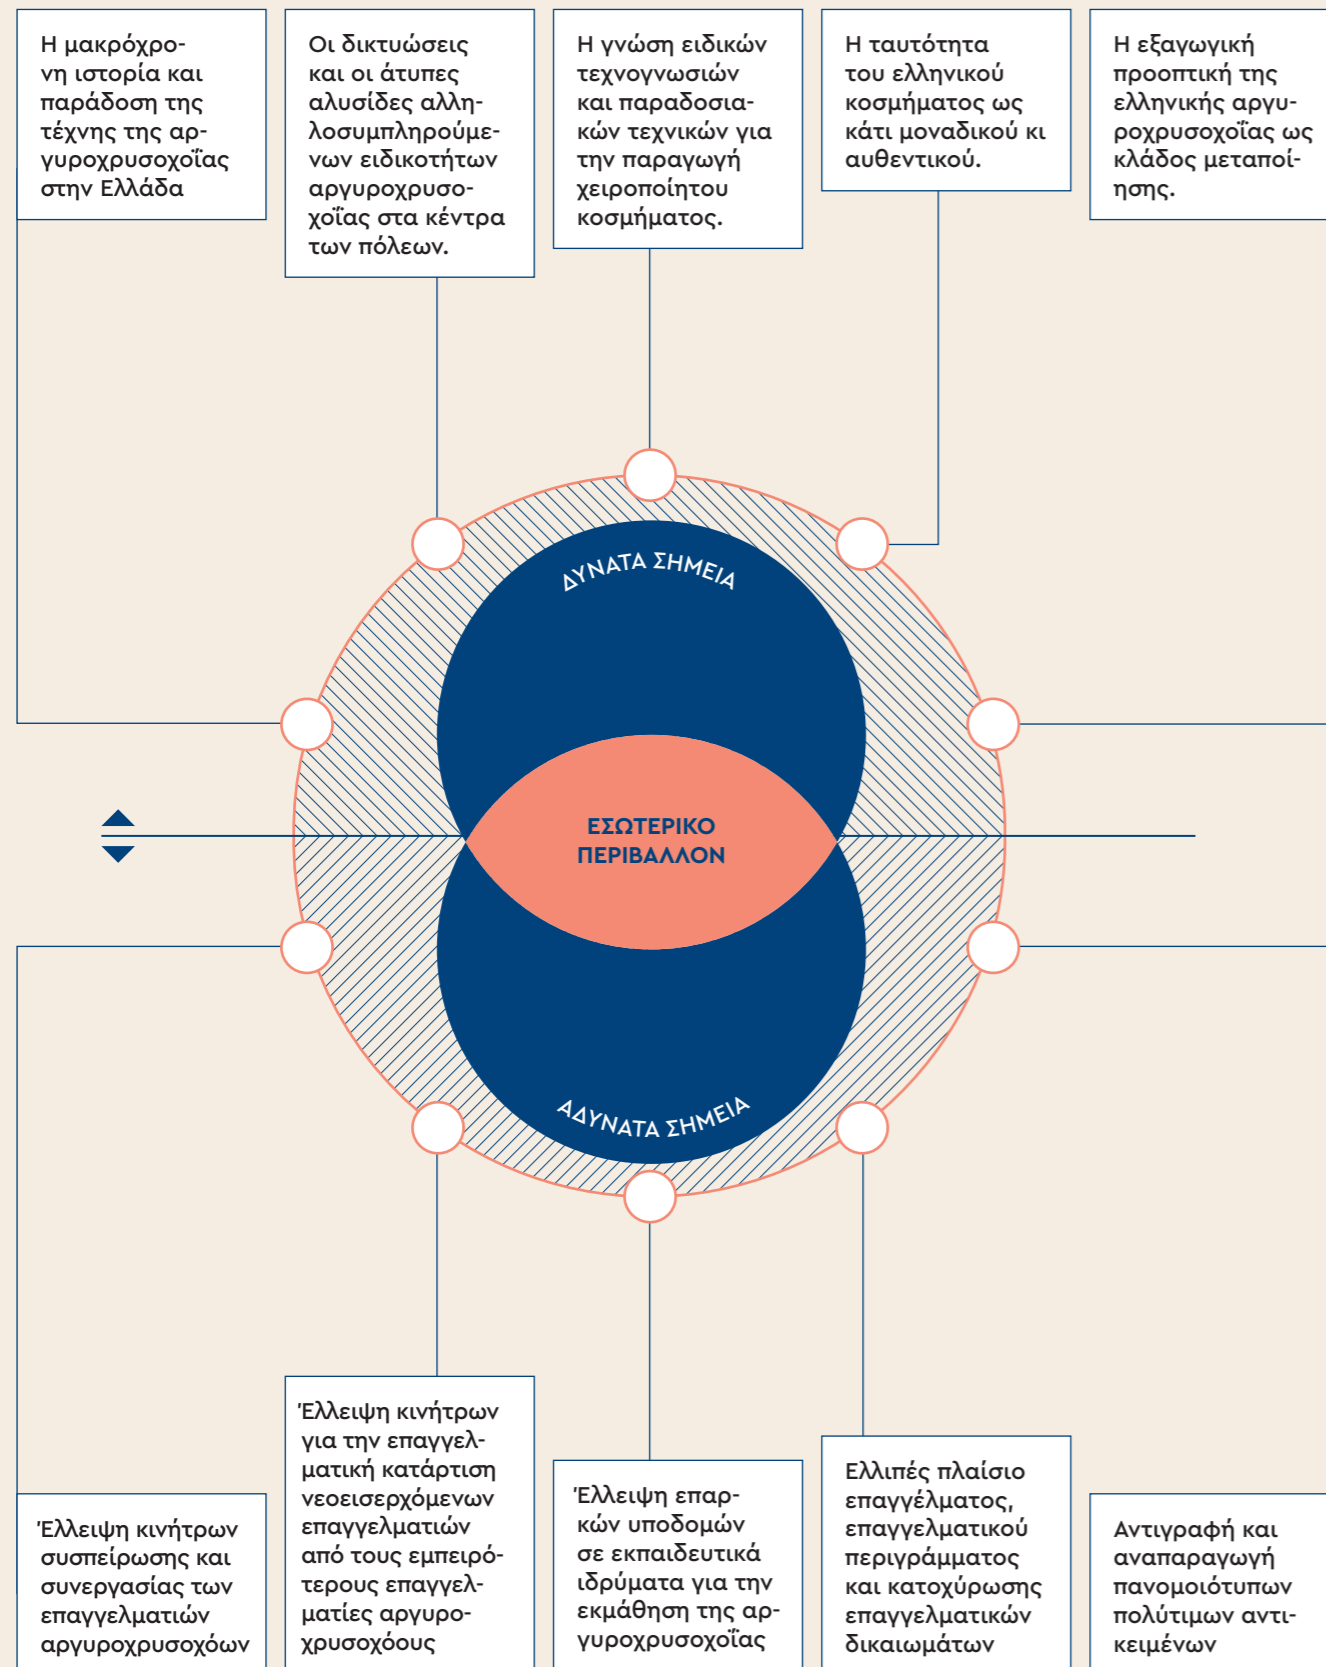 Η μακρόχρο-
νη ιστορία και
παράδοση της
τέχνης της αρ-
γυροχρυσοχοΐας
στην Ελλάδα
Οι δικτυώσεις
και οι άτυπες
αλυσίδες αλλη-
λοσυμπληρούμε-
νων ειδικοτήτων
αργυροχρυσο-
χοΐας στα κέντρα
των πόλεων.
Η γνώση ειδικών
τεχνογνωσιών
και παραδοσια-
κών τεχνικών για
την παραγωγή
χειροποίητου
κοσμήματος.
Η ταυτότητα
του ελληνικού
κοσμήματος ως
κάτι μοναδικού κι
αυθεντικού.
Η εξαγωγική
προοπτική της
ελληνικής αργυ-
ροχρυσοχοΐας ως
κλάδος μεταποί-
ησης.
ΔΥΝΑΤΑ ΣΗΜΕΙΑ
ΕΣΩΤΕΡΙΚΟ
ΠΕΡΙΒΑΛΛΟΝ
ΑΔΥΝΑΤΑ ΣΗΜΕΙΑ
Έλλειψη κινήτρων
συσπείρωσης και
συνεργασίας των
επαγγελματιών
αργυροχρυσοχόων
Έλλειψη κινήτρων
για την επαγγελ-
ματική κατάρτιση
νεοεισερχόμενων
επαγγελματιών
από τους εμπειρό-
τερους επαγγελ-
ματίες αργυρο-
χρυσοχόους
Έλλειψη επαρ-
κών υποδομών
σε εκπαιδευτικά
ιδρύματα για την
εκμάθηση της αρ-
γυροχρυσοχοΐας
Ελλιπές πλαίσιο
επαγγέλματος,
επαγγελματικού
περιγράμματος
και κατοχύρωσης
επαγγελματικών
δικαιωμάτων
Αντιγραφή και
αναπαραγωγή
πανομοιότυπων
πολύτιμων αντι-
κειμένων